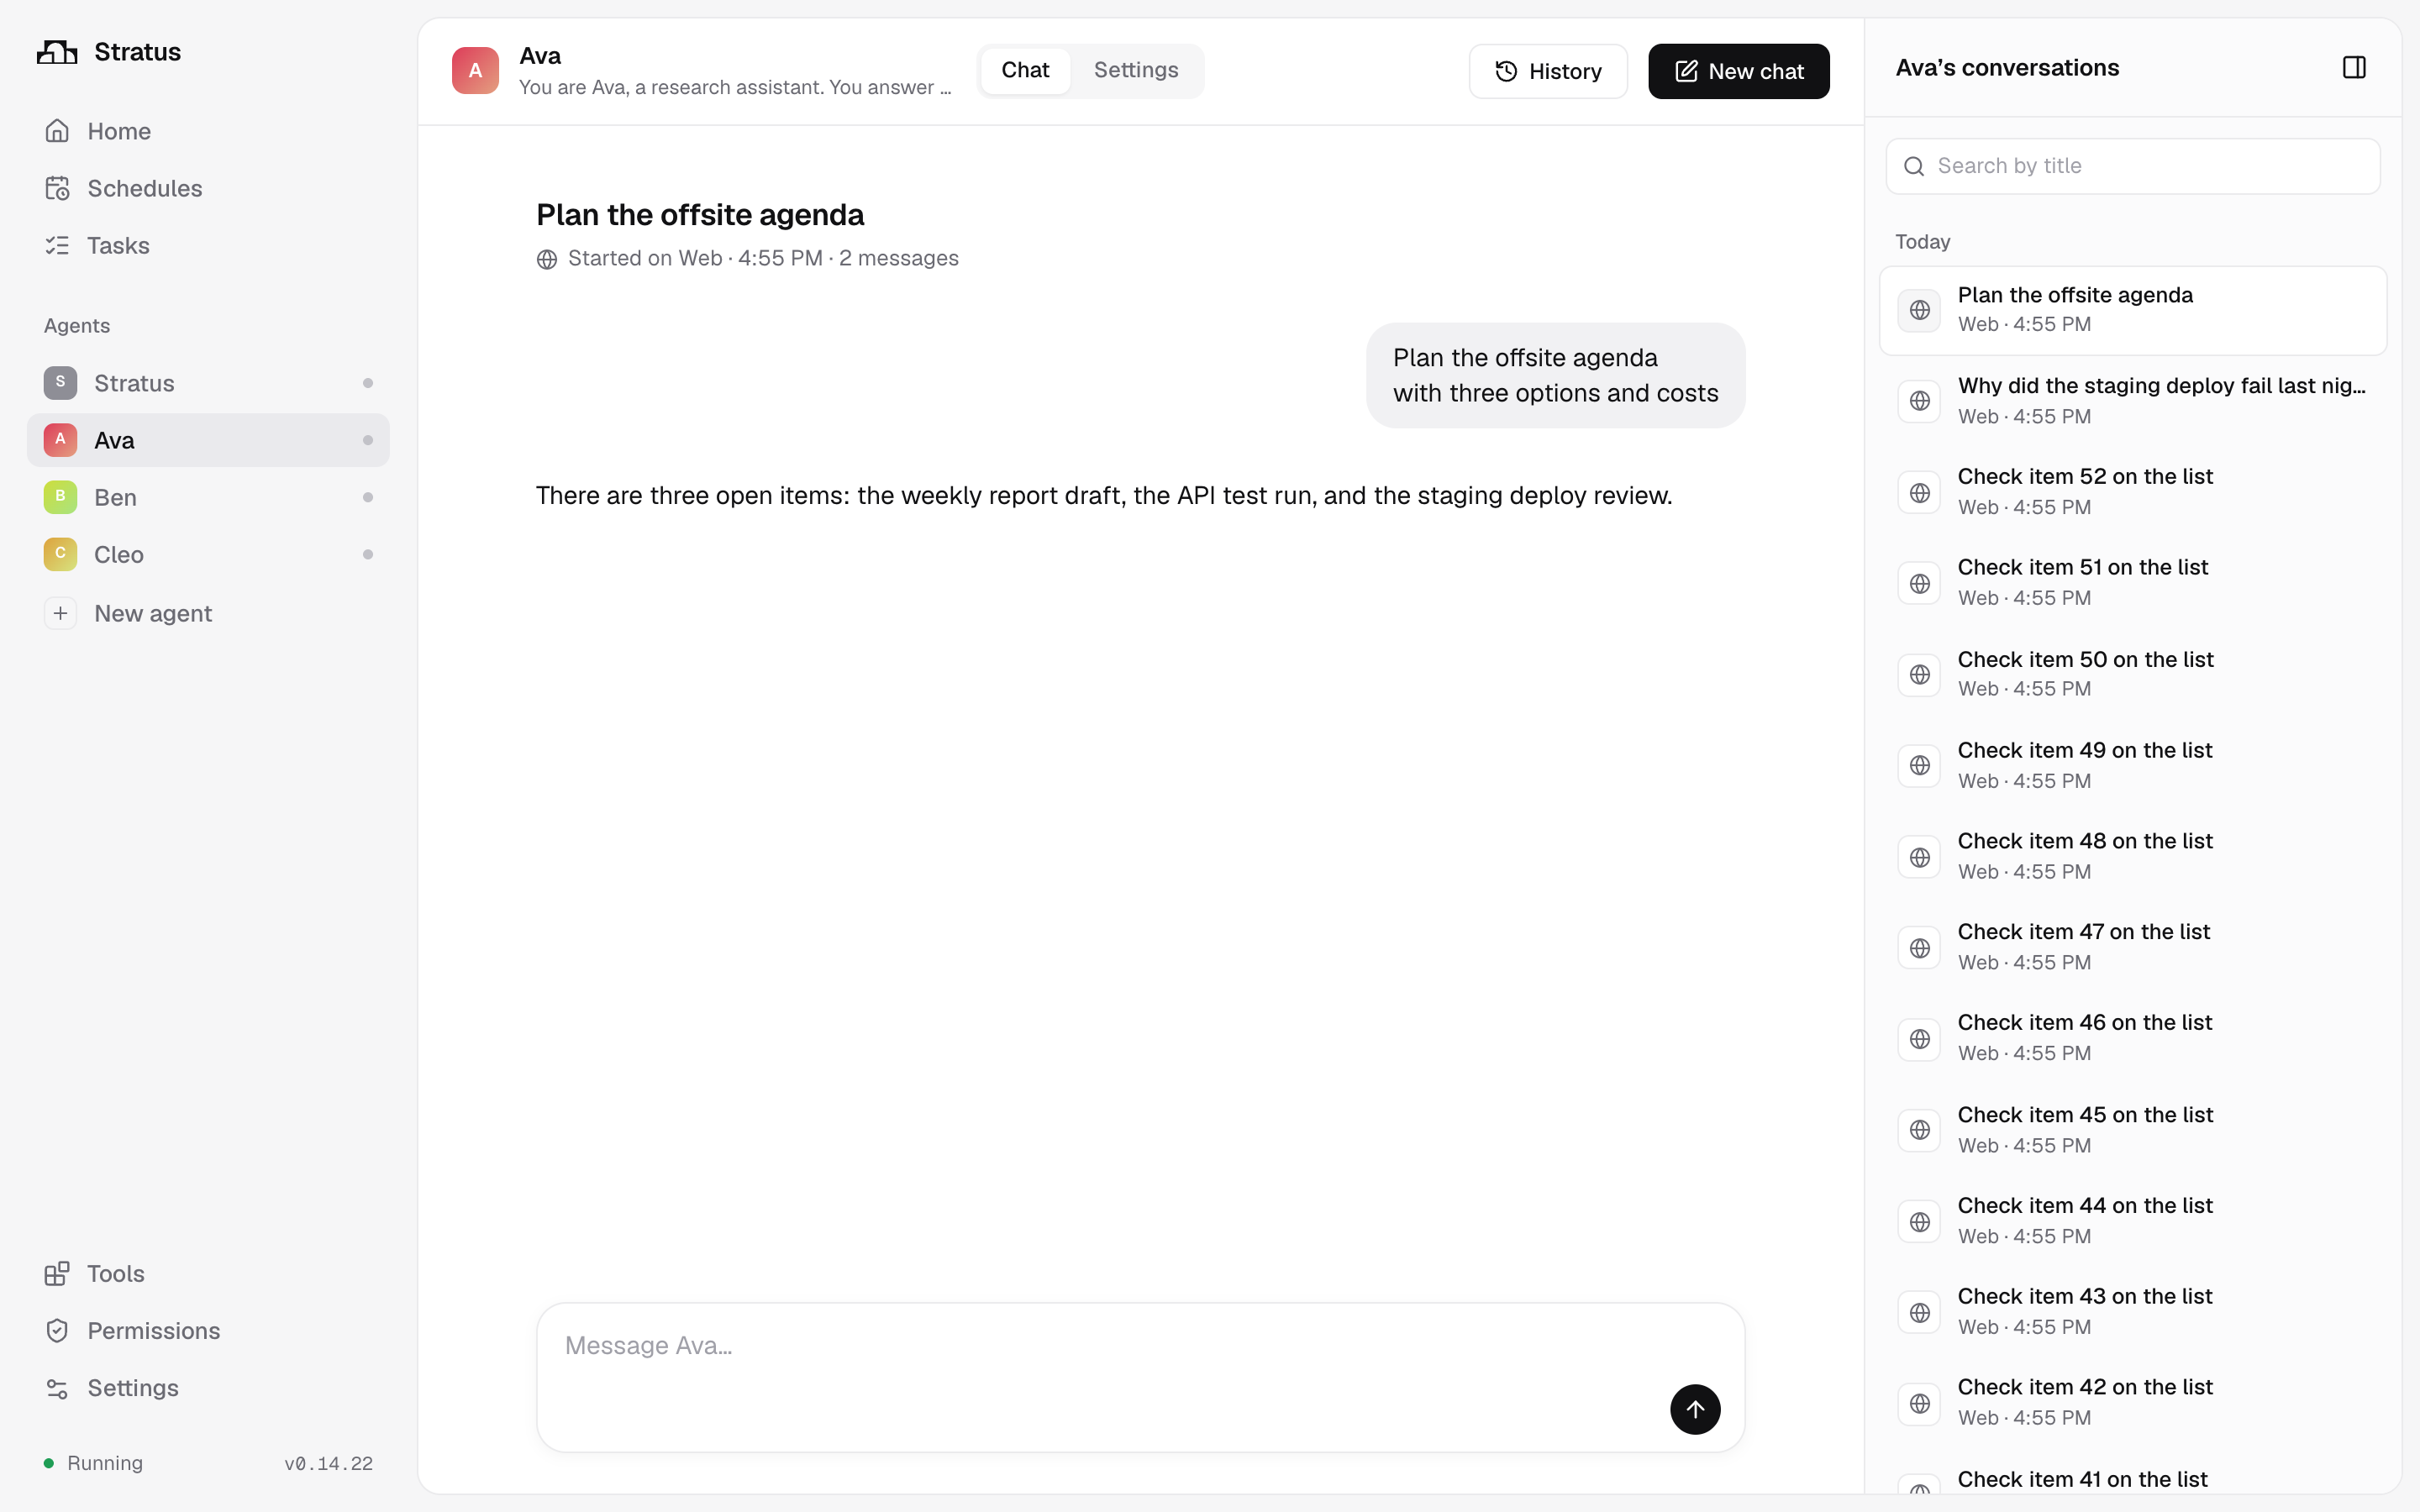 Stratus
Home
Schedules
Tasks
Agents
S
Stratus
A
Ava
B
Ben
C
Cleo
New agent
Tools
Permissions
Settings
Running
v0.14.22
A
Ava
You are Ava, a research assistant. You answer ...
Chat
Settings
History
New chat
Plan the offsite agenda
Started on Web · 4:55 PM · 2 messages
Plan the offsite agenda
with three options and costs
There are three open items: the weekly report draft, the API test run, and the staging deploy review.
Message Ava...
Ava’s conversations
Search by title
Today
Plan the offsite agenda
Web · 4:55 PM
Why did the staging deploy fail last nig...
Web · 4:55 PM
Check item 52 on the list
Web · 4:55 PM
Check item 51 on the list
Web · 4:55 PM
Check item 50 on the list
Web · 4:55 PM
Check item 49 on the list
Web · 4:55 PM
Check item 48 on the list
Web · 4:55 PM
Check item 47 on the list
Web · 4:55 PM
Check item 46 on the list
Web · 4:55 PM
Check item 45 on the list
Web · 4:55 PM
Check item 44 on the list
Web · 4:55 PM
Check item 43 on the list
Web · 4:55 PM
Check item 42 on the list
Web · 4:55 PM
Check item 41 on the list